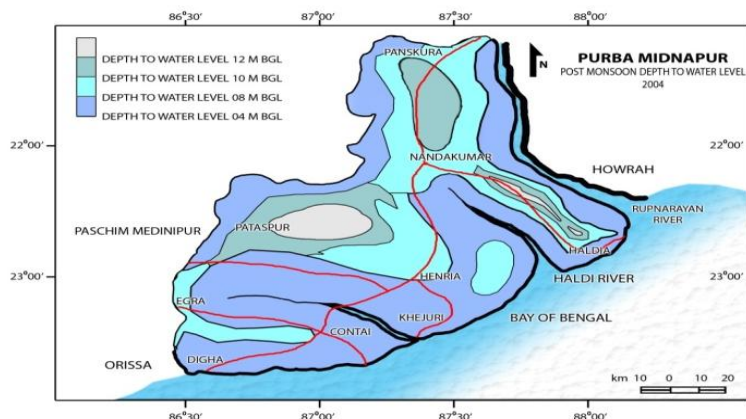 86°30' 87°00' 87°30' 88°00'
DEPTH TO WATER LEVEL 12 M BGL
DEPTH TO WATER LEVEL 10 M BGL
DEPTH TO WATER LEVEL 08 M BGL
DEPTH TO WATER LEVEL 04 M BGL
PANSKURA
N
PURBA MIDNAPUR
POST MONSOON DEPTH TO WATER LEVEL
2004
22°00' 22°00'
NANDAKUMAR
HOWRAH
RUPNARAYAN
RIVER
PASCHIM MEDINIPUR
PATASPUR
HALDIA
23°00' 23°00'
HENRIA
HALDI RIVER
EGRA
KHEJURI
BAY OF BENGAL
CONTAI
ORISSA
DIGHA
km 10 0 10 20
86°30' 87°00' 87°30' 88°00'